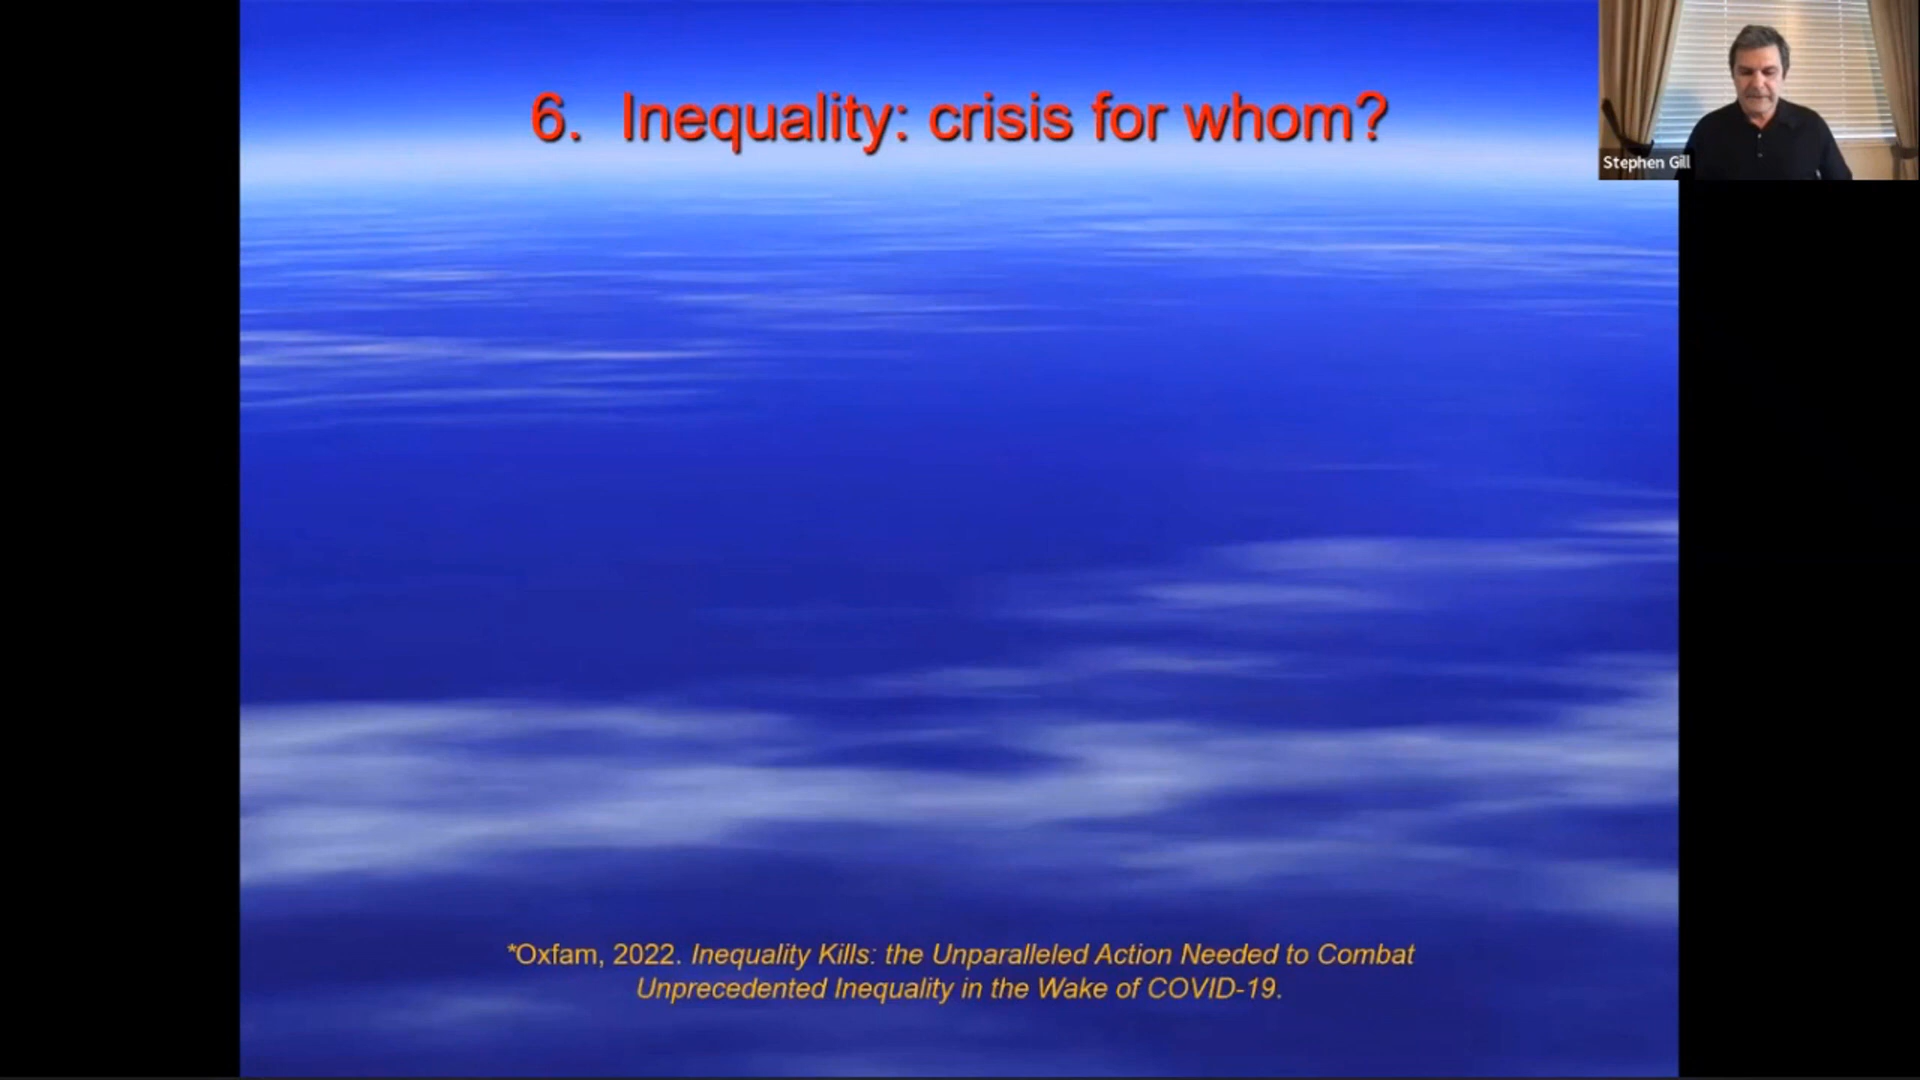 6. Inequality: crisis for whom?
Stephen Gill
*Oxfam, 2022. Inequality Kills: the Unparalleled Action Needed to Combat
Unprecedented Inequality in the Wake of COVID-19.